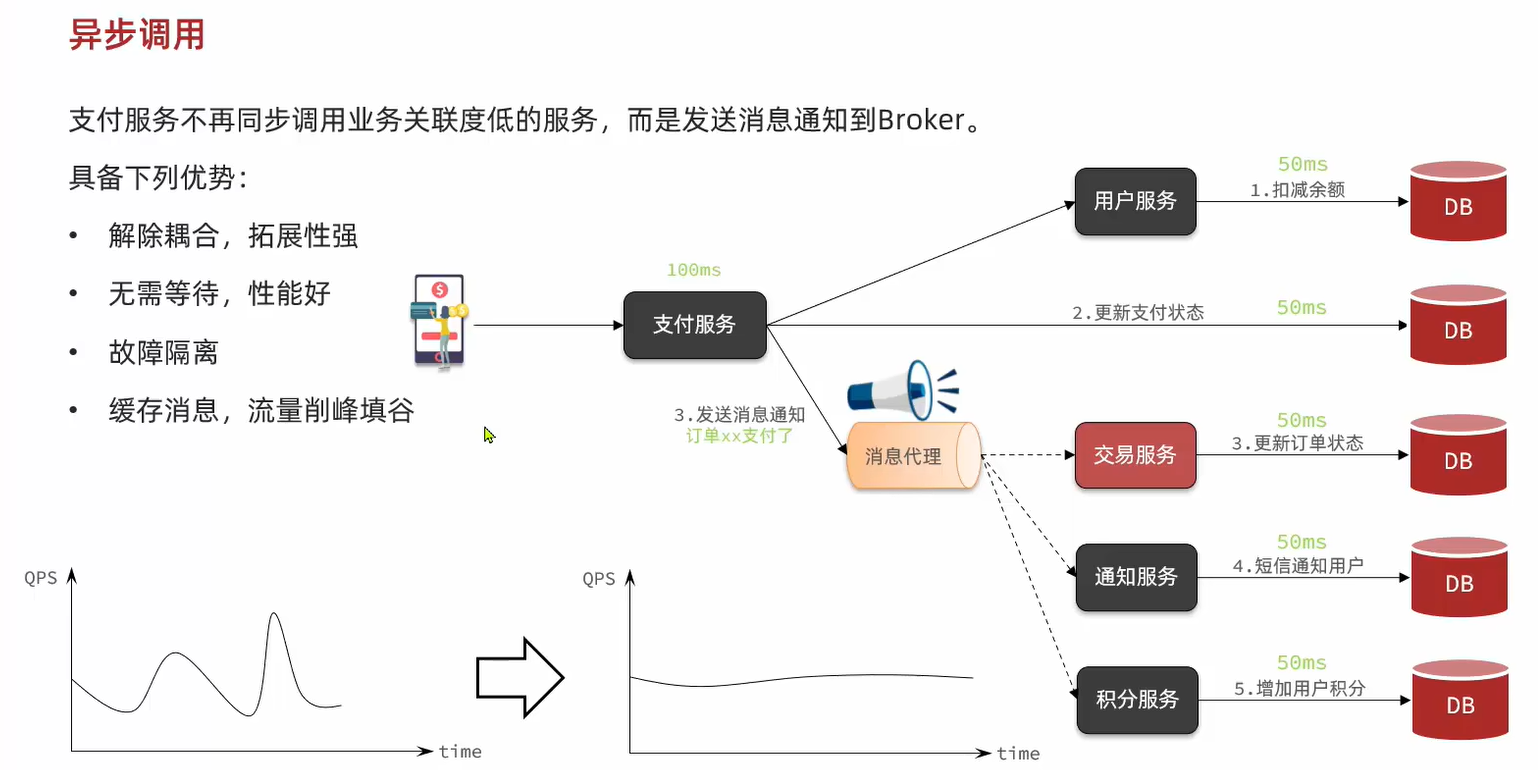 异步调用
支付服务不再同步调用业务关联度低的服务，而是发送消息通知到Broker。
具备下列优势：
• 解除耦合，拓展性强
• 无需等待，性能好
• 故障隔离
• 缓存消息，流量削峰填谷
100ms
支付服务
用户服务
50ms
1.扣减余额
DB
2.更新支付状态
50ms
DB
3.发送消息通知
订单xx支付了
消息代理
交易服务
50ms
3.更新订单状态
DB
通知服务
50ms
4.短信通知用户
DB
积分服务
50ms
5.增加用户积分
DB
QPS
time
QPS
time